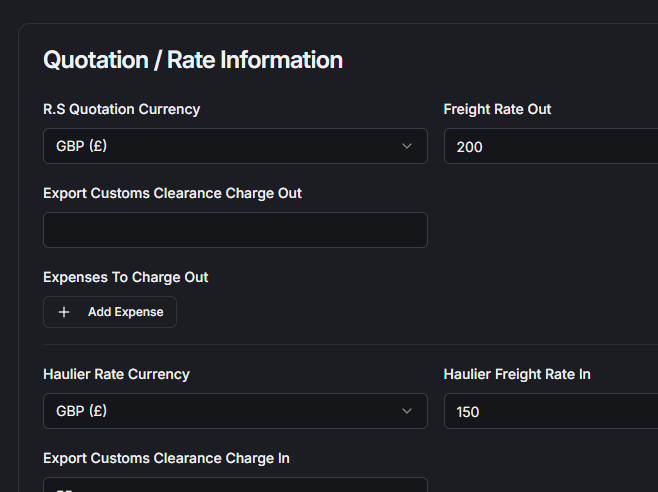 Quotation / Rate Information
R.S Quotation Currency
Freight Rate Out
GBP (£)
200
Export Customs Clearance Charge Out
Expenses To Charge Out
+ Add Expense
Haulier Rate Currency
Haulier Freight Rate In
GBP (£)
150
Export Customs Clearance Charge In